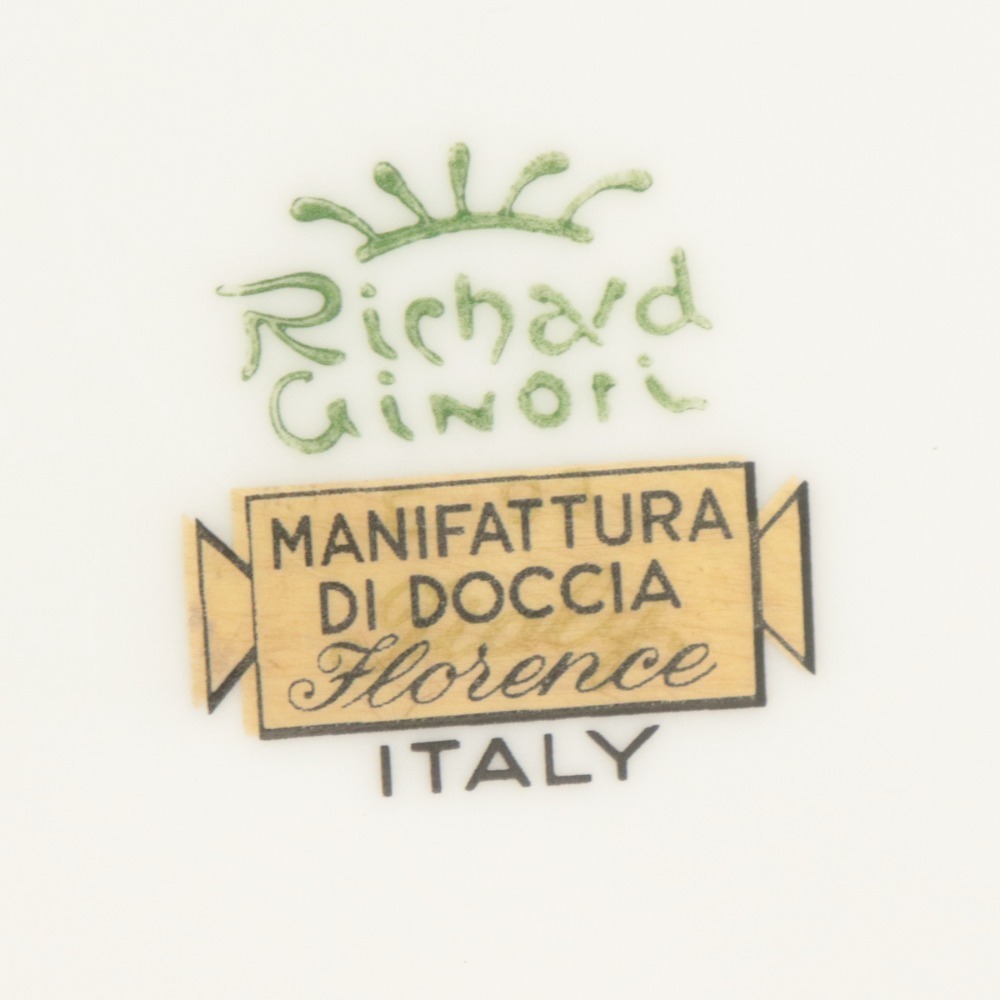 Richard
Ginori
MANIFATTURA
DI DOCCIA
Florence
ITALY